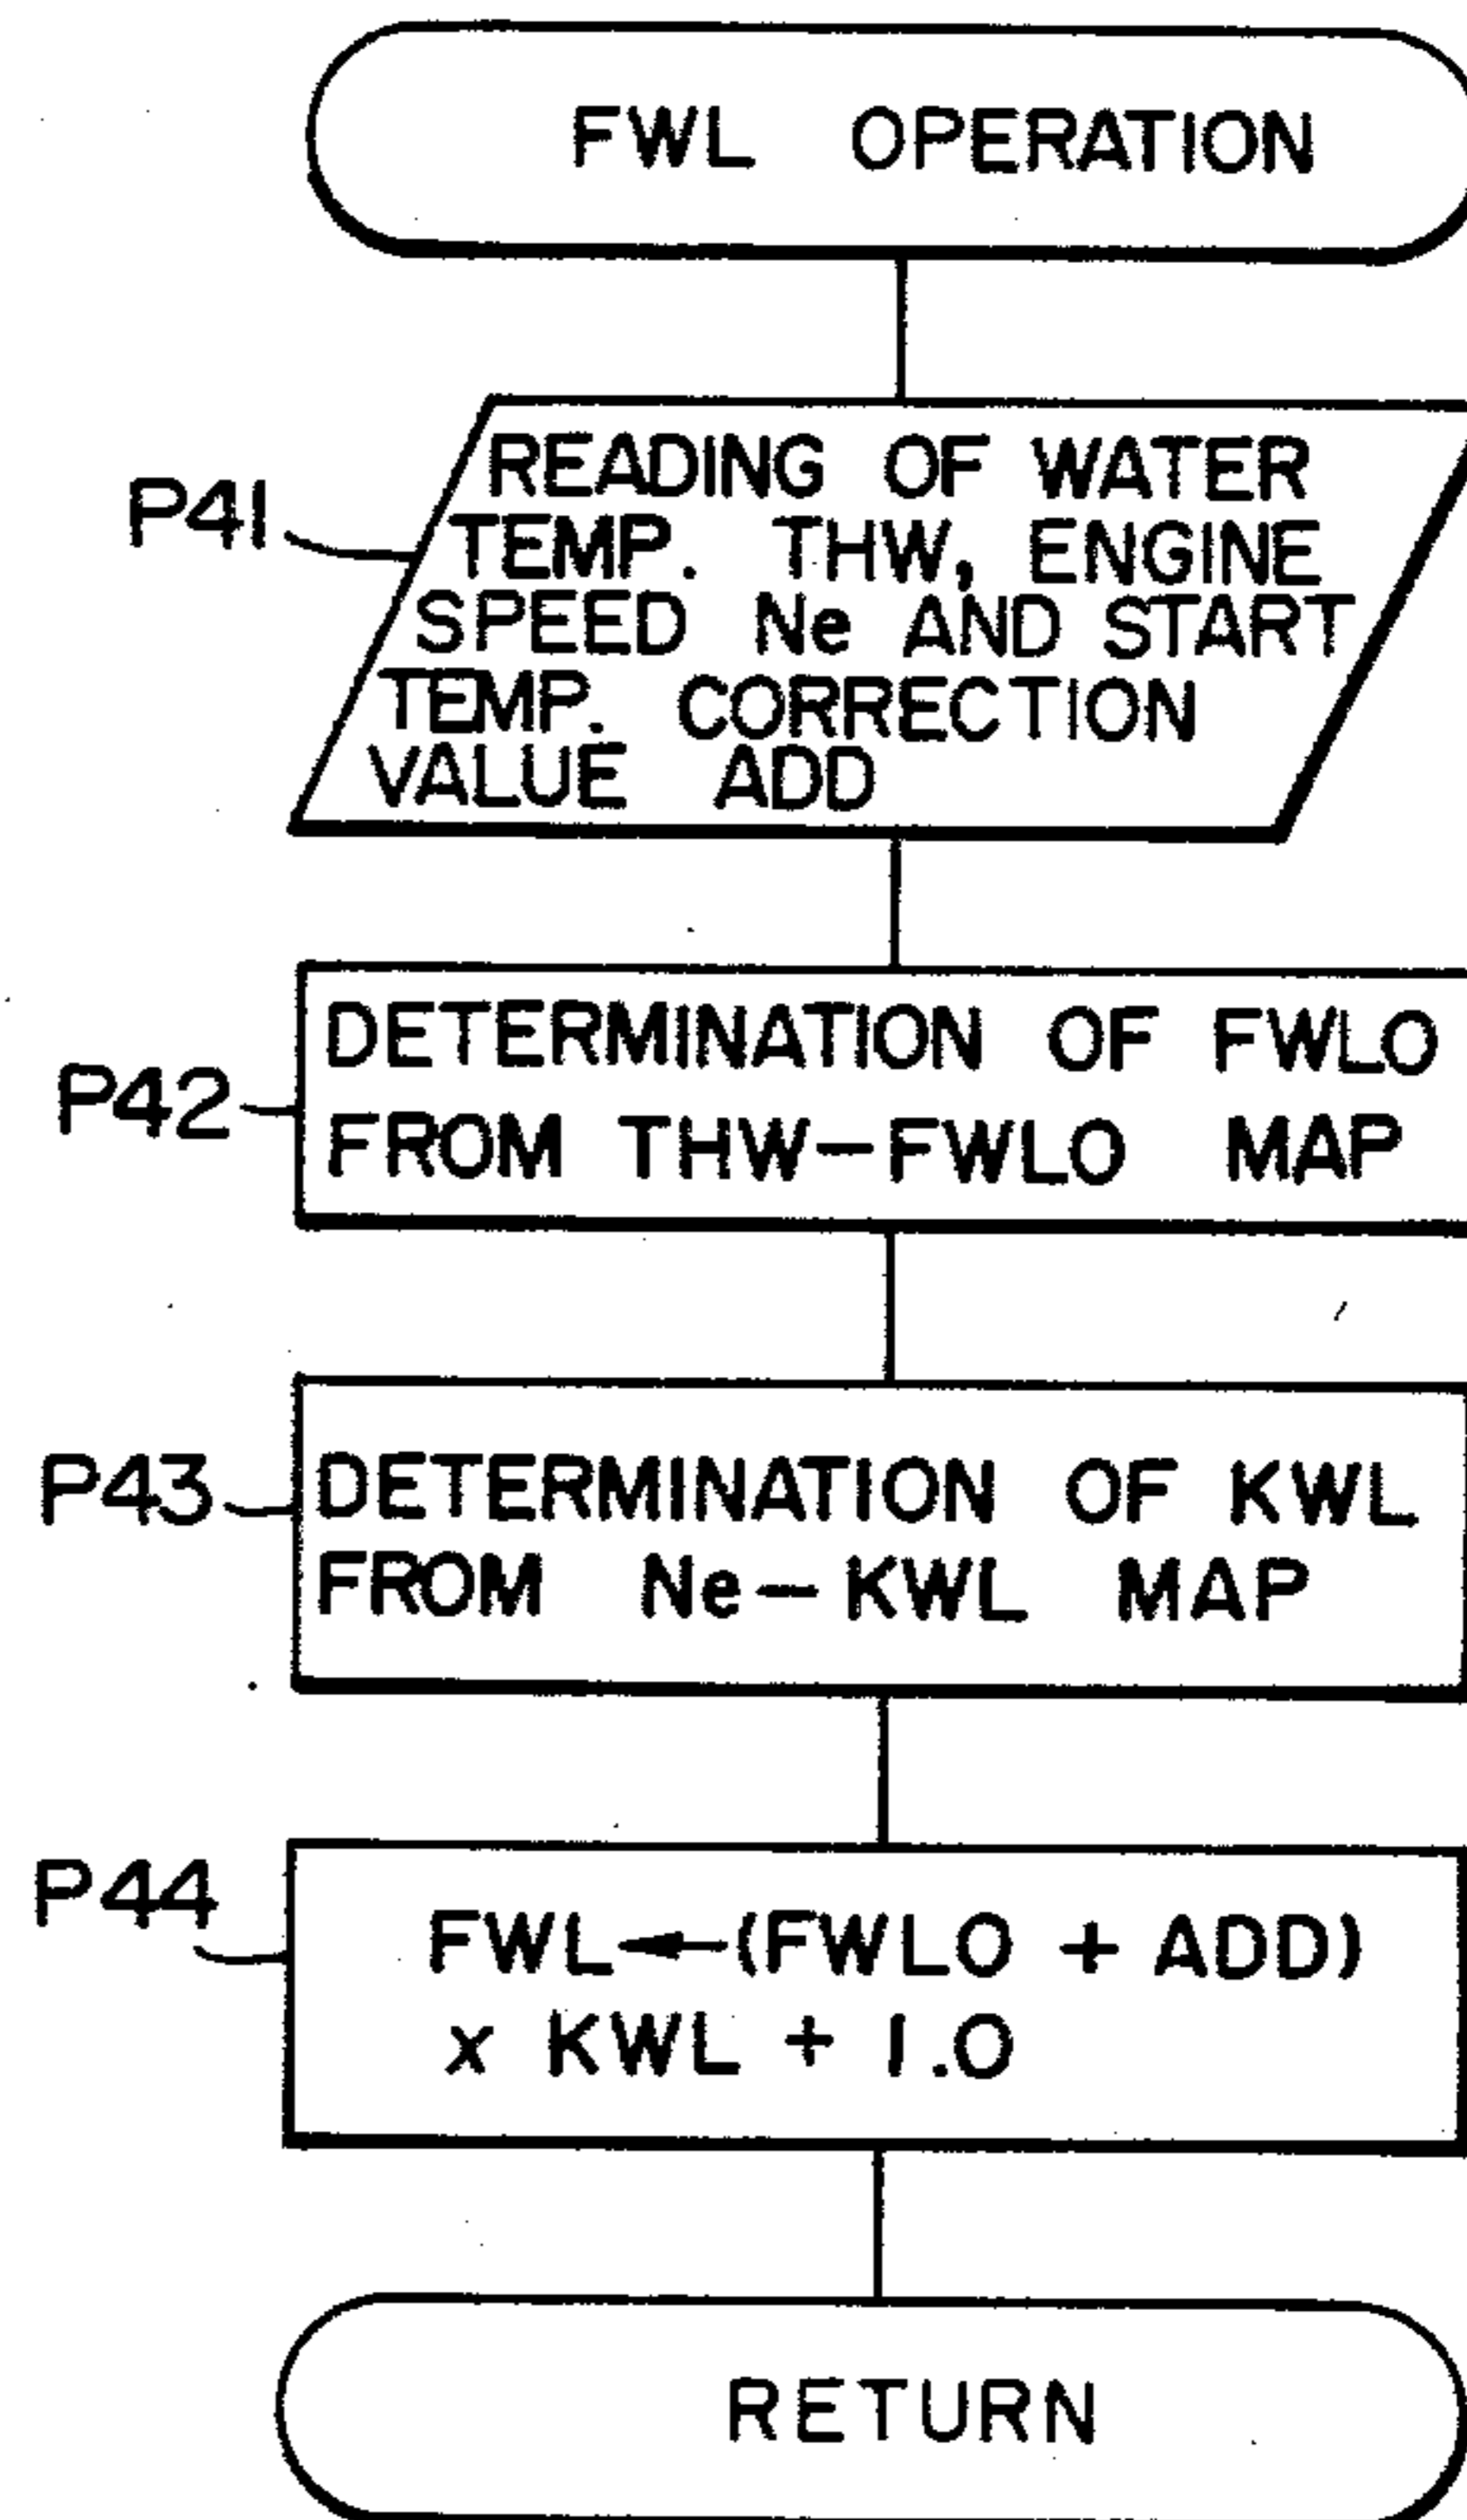 FWL OPERATION
P41
READING OF WATER
TEMP. THW, ENGINE
SPEED Ne AND START
TEMP. CORRECTION
VALUE ADD
P42
DETERMINATION OF FWLO
FROM THW-FWLO MAP
P43
DETERMINATION OF KWL
FROM Ne-KWL MAP
P44
FWL←(FWLO + ADD)
x KWL + 1.0
RETURN